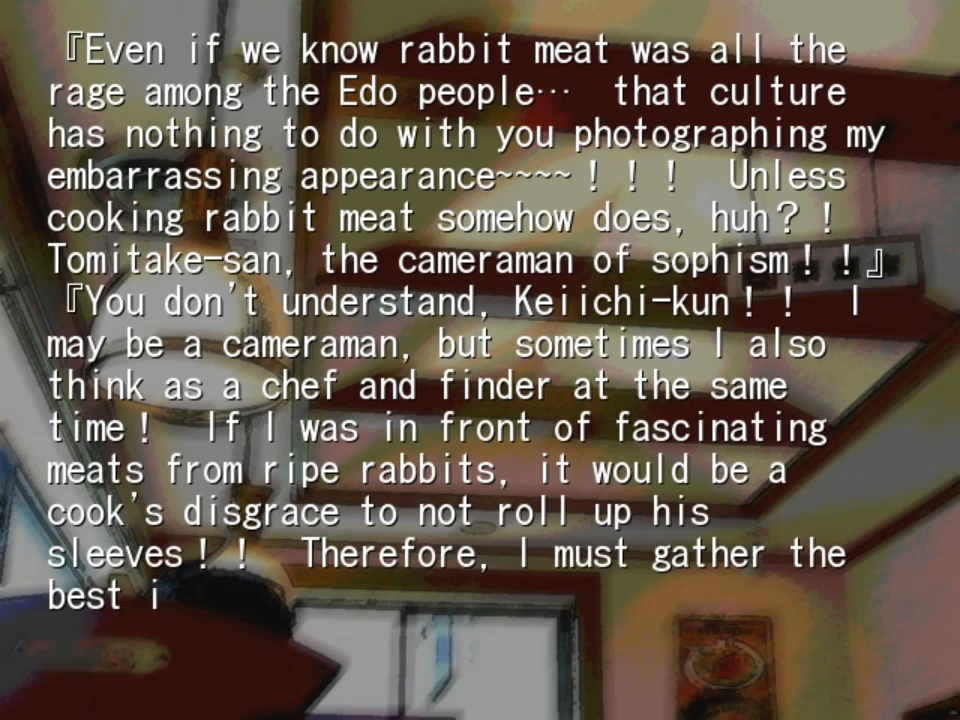 『Even if we know rabbit meat was all the
rage among the Edo people…　that culture
has nothing to do with you photographing my
embarrassing appearance~~~~！！！　Unless
cooking rabbit meat somehow does, huh？！
Tomitake-san, the cameraman of sophism！！』
『You don't understand, Keiichi-kun！！　I
may be a cameraman, but sometimes I also
think as a chef and finder at the same
time！　If I was in front of fascinating
meats from ripe rabbits, it would be a
cook's disgrace to not roll up his
sleeves！！　Therefore, I must gather the
best i